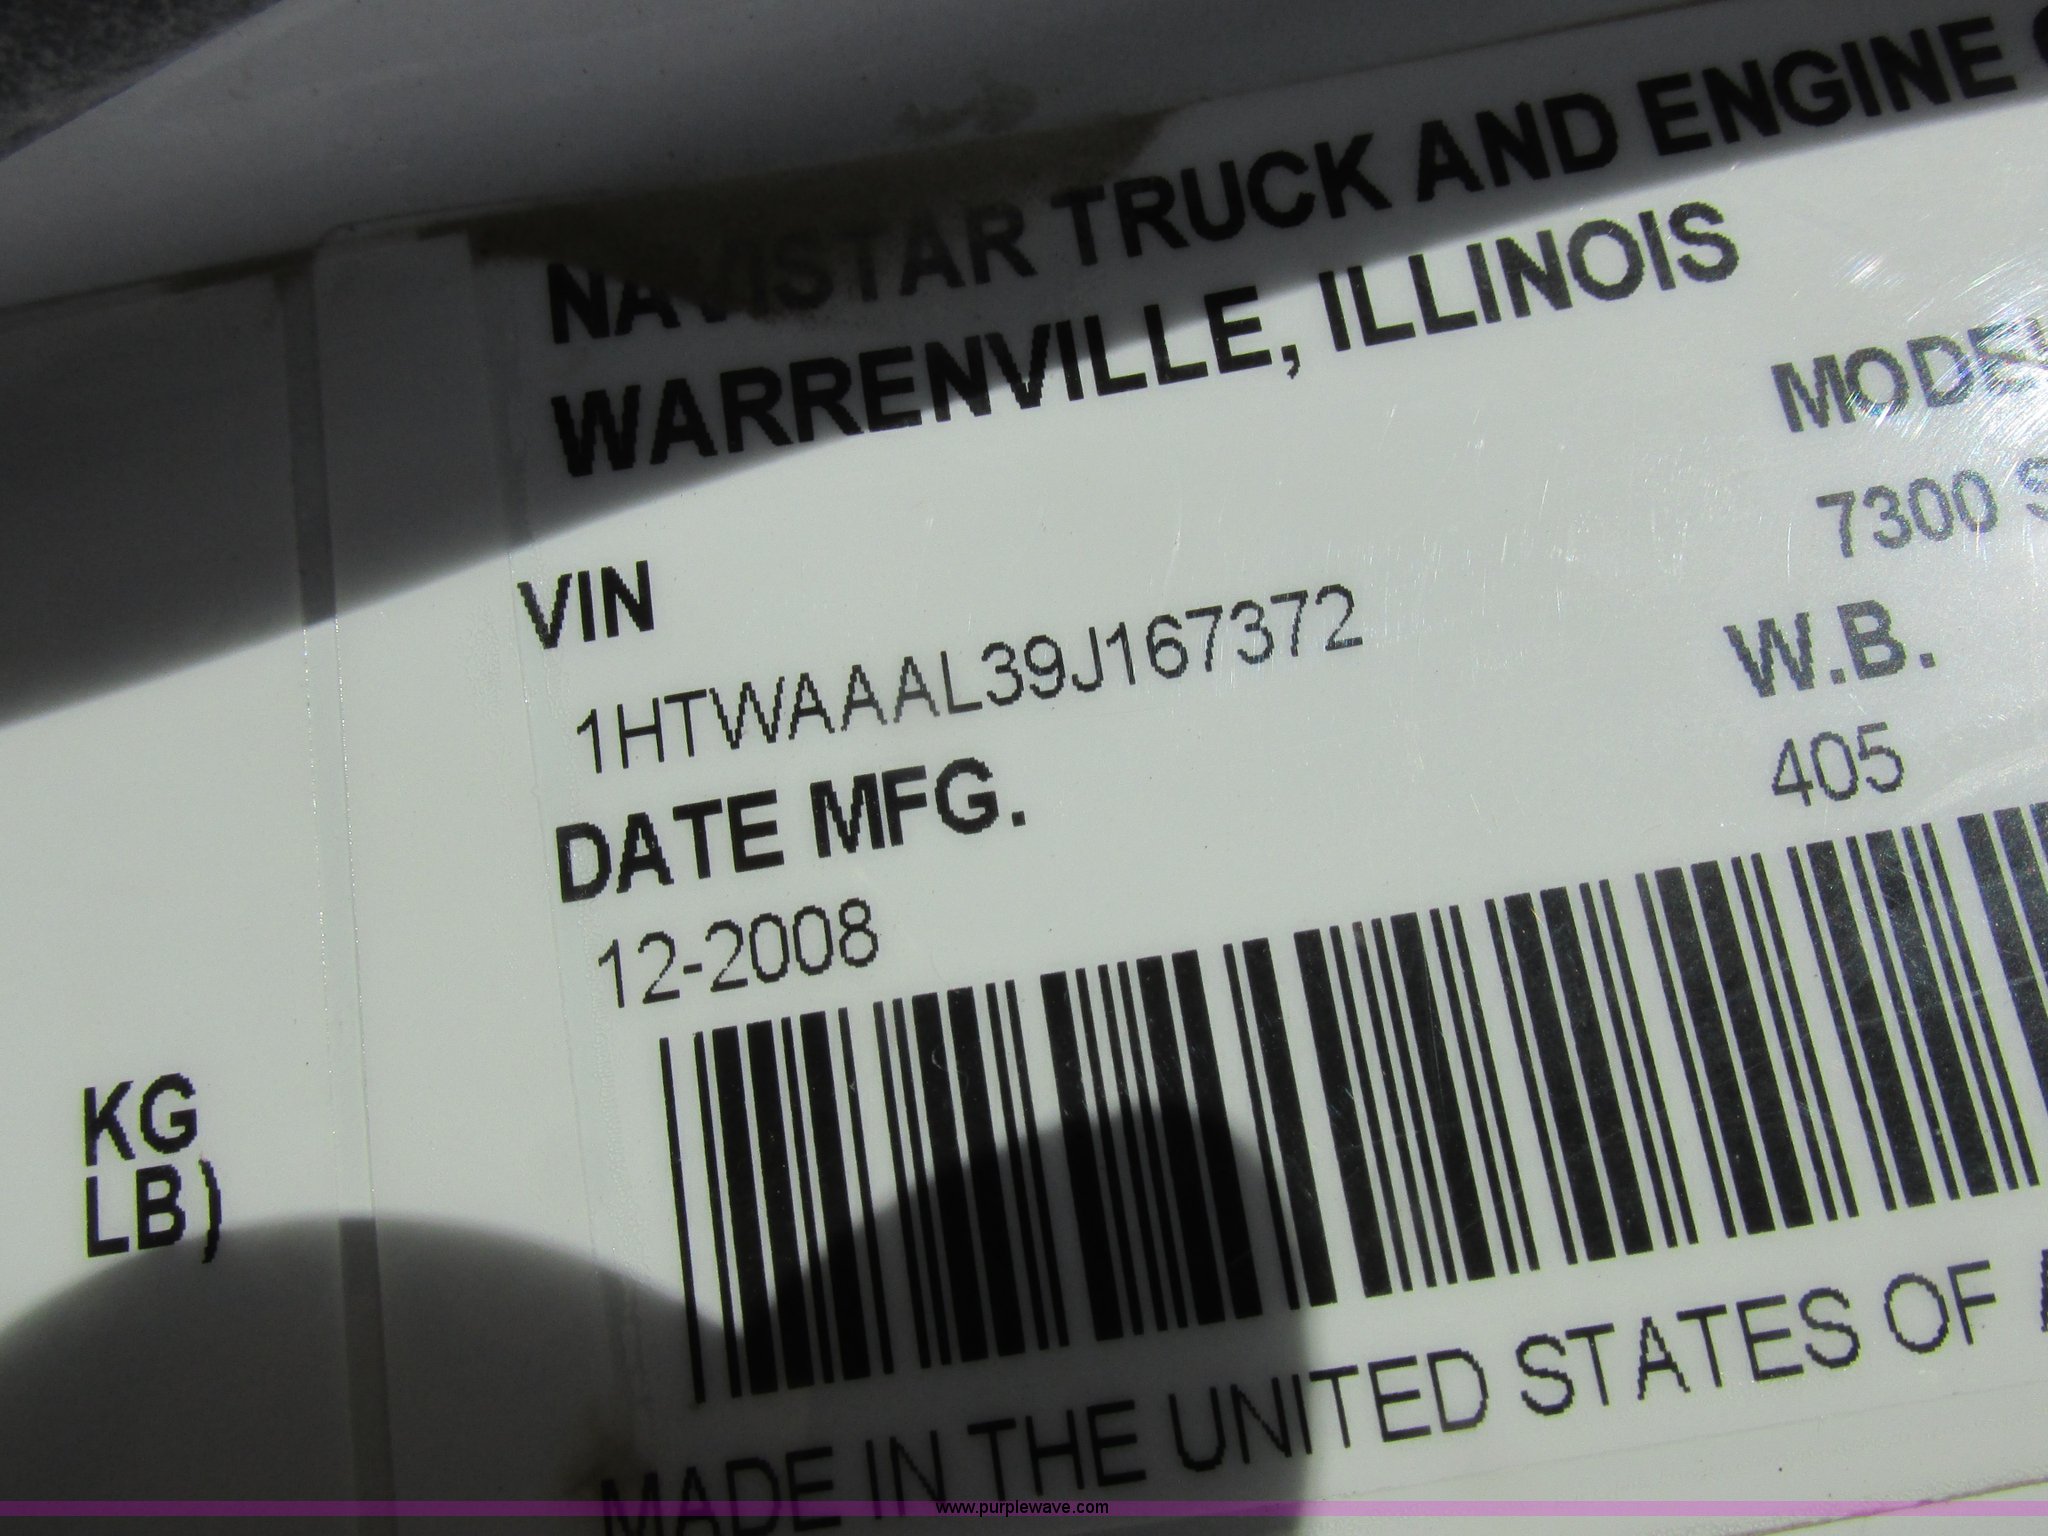 NAVISTAR TRUCK AND ENGINE
WARRENVILLE, ILLINOIS
MODEL
7300
VIN
1HTWAAAL39J167372
W.B.
405
DATE MFG.
12-2008
KG
LB)
MADE IN THE UNITED STATES OF
www.purplewave.com